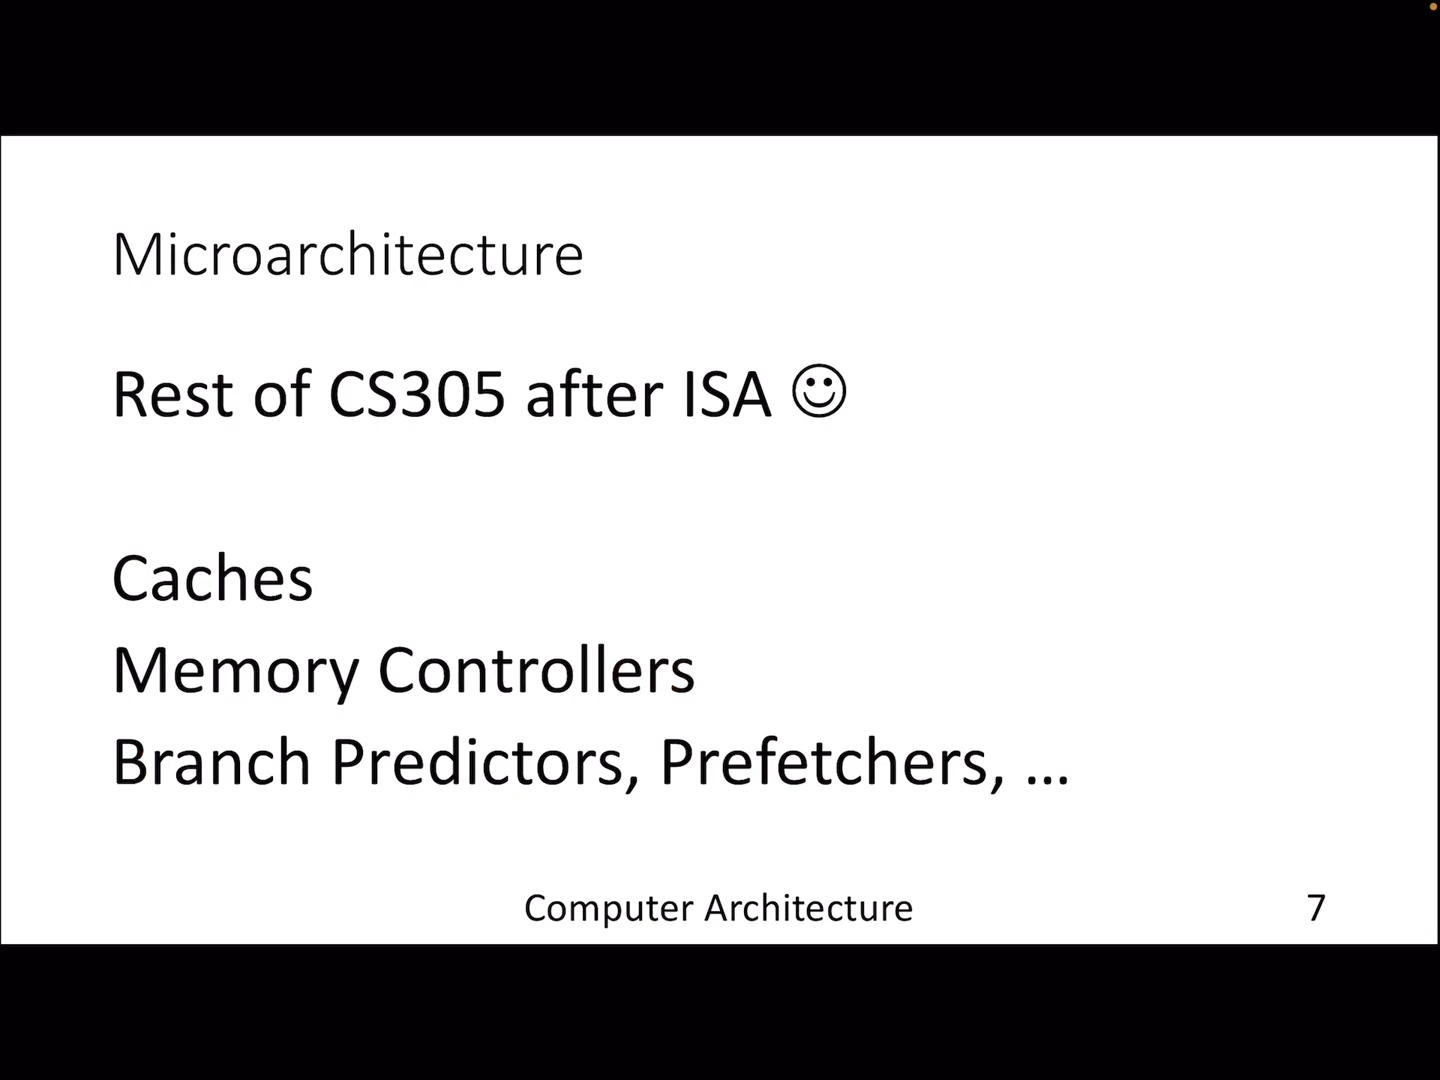 Microarchitecture
Rest of CS305 after ISA ☺
Caches
Memory Controllers
Branch Predictors, Prefetchers, …
Computer Architecture
7